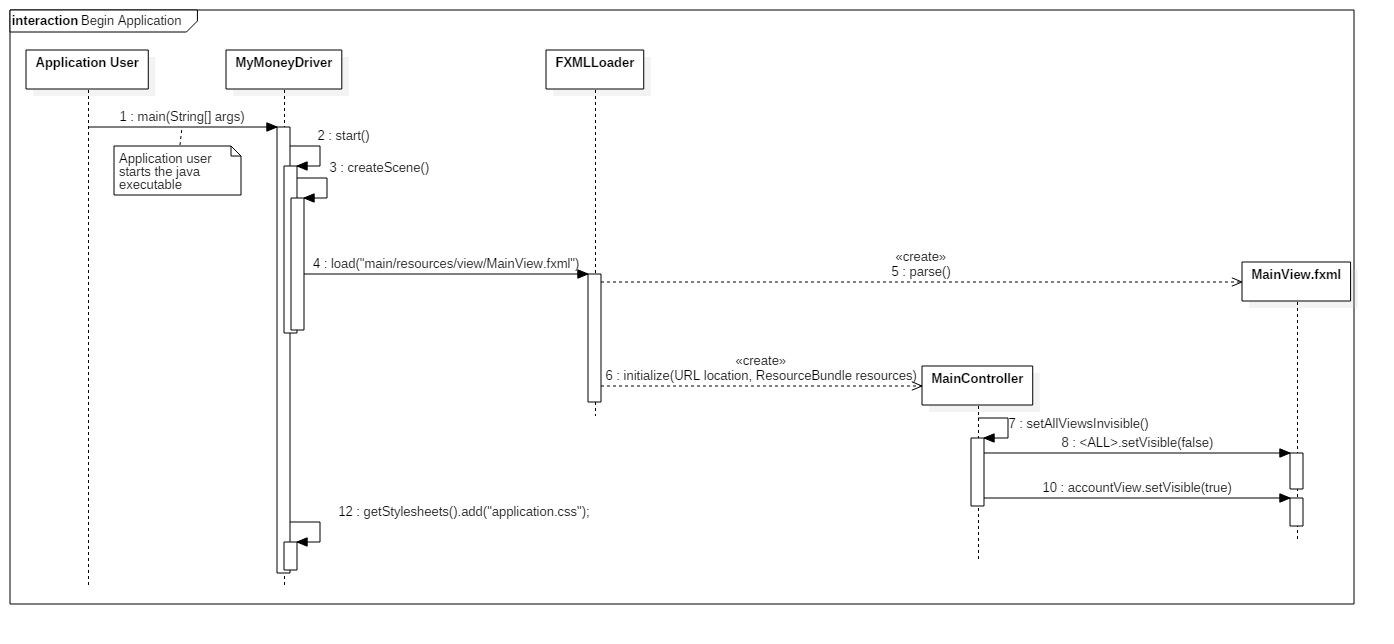 interaction Begin Application
Application User
MyMoneyDriver
FXMLLoader
1 : main(String[] args)
2 : start()
Application user
starts the java
executable
3 : createScene()
4 : load("main/resources/view/MainView.fxml")
«create»
5 : parse()
MainView.fxml
«create»
6 : initialize(URL location, ResourceBundle resources)
MainController
7 : setAllViewsInvisible()
8 : <ALL>.setVisible(false)
10 : accountView.setVisible(true)
12 : getStylesheets().add("application.css");